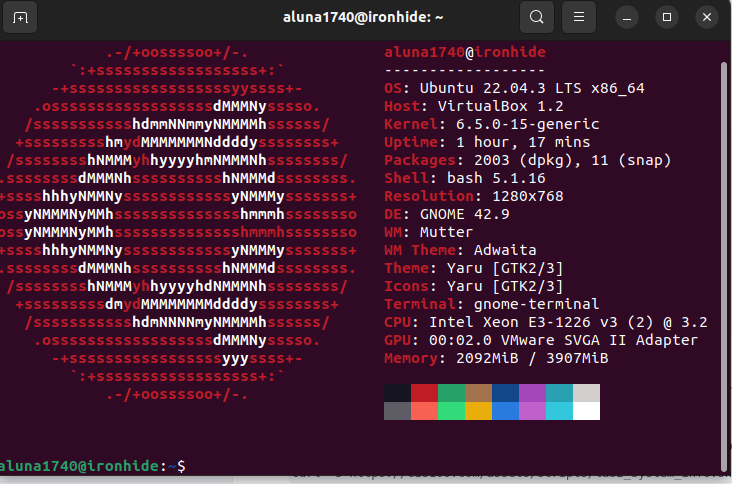 aluna1740@ironhide: ~
.-/+oossssoo+/-.
`:+ssssssssssssssssss+:`
-+ssssssssssssssssssyyssss+-
.ossssssssssssssssssdMMMNysssso.
/ssssssssssshdmmNNmmyNMMMMhssssss/
+ssssssssshmydMMMMMMMNddddyssssssss+
/sssssssshNMMMyhhyyyyhmNMMMNhssssssss/
.ssssssssdMMMNhsssssssssshNMMMdssssssss.
+sssshhhyNMMNyssssssssssssyNMMMysssssss+
ossyNMMMNyMMhsssssssssssssshmmmhssssssso
ossyNMMMNyMMhsssssssssssssshmmmhssssssso
+sssshhhyNMMNyssssssssssssyNMMMysssssss+
.ssssssssdMMMNhsssssssssshNMMMdssssssss.
/sssssssshNMMMyhhyyyyhdNMMMNhssssssss/
+sssssssssdmydMMMMMMMMddddyssssssss+
/ssssssssssshdmNNNNmyNMMMMhssssss/
.ossssssssssssssssssdMMMNysssso.
-+sssssssssssssssssyyyssss+-
`:+ssssssssssssssssss+:`
.-/+oossssoo+/-.
aluna1740@ironhide
------------------
OS: Ubuntu 22.04.3 LTS x86_64
Host: VirtualBox 1.2
Kernel: 6.5.0-15-generic
Uptime: 1 hour, 17 mins
Packages: 2003 (dpkg), 11 (snap)
Shell: bash 5.1.16
Resolution: 1280x768
DE: GNOME 42.9
WM: Mutter
WM Theme: Adwaita
Theme: Yaru [GTK2/3]
Icons: Yaru [GTK2/3]
Terminal: gnome-terminal
CPU: Intel Xeon E3-1226 v3 (2) @ 3.2
GPU: 00:02.0 VMware SVGA II Adapter
Memory: 2092MiB / 3907MiB
aluna1740@ironhide:~$